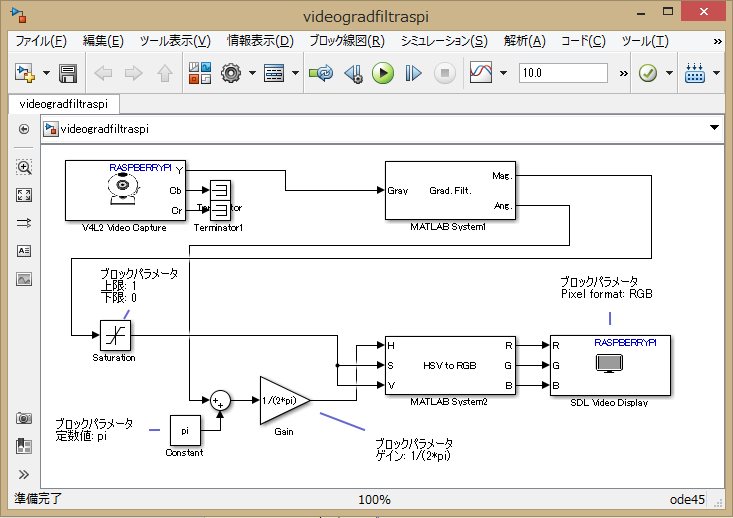 videogradfiltraspi
ファイル(F) 編集(E) ツール表示(V) 情報表示(D) ブロック線図(R) シミュレーション(S) 解析(A) コード(C) ツール(T) »
10.0 »
videogradfiltraspi
videogradfiltraspi
RASPBERRYPI
Y
Cb
Cr
V4L2 Video Capture
Terminator1
Gray
Grad. Filt.
Mag.
Ang.
MATLAB System1
ブロックパラメータ
上限: 1
下限: 0
Saturation
ブロックパラメータ
Pixel format: RGB
H
S
V
HSV to RGB
R
G
B
MATLAB System2
R
G
B
RASPBERRYPI
SDL Video Display
ブロックパラメータ
定数値: pi
pi
Constant
1/(2*pi)
Gain
ブロックパラメータ
ゲイン: 1/(2*pi)
準備完了 100% ode45